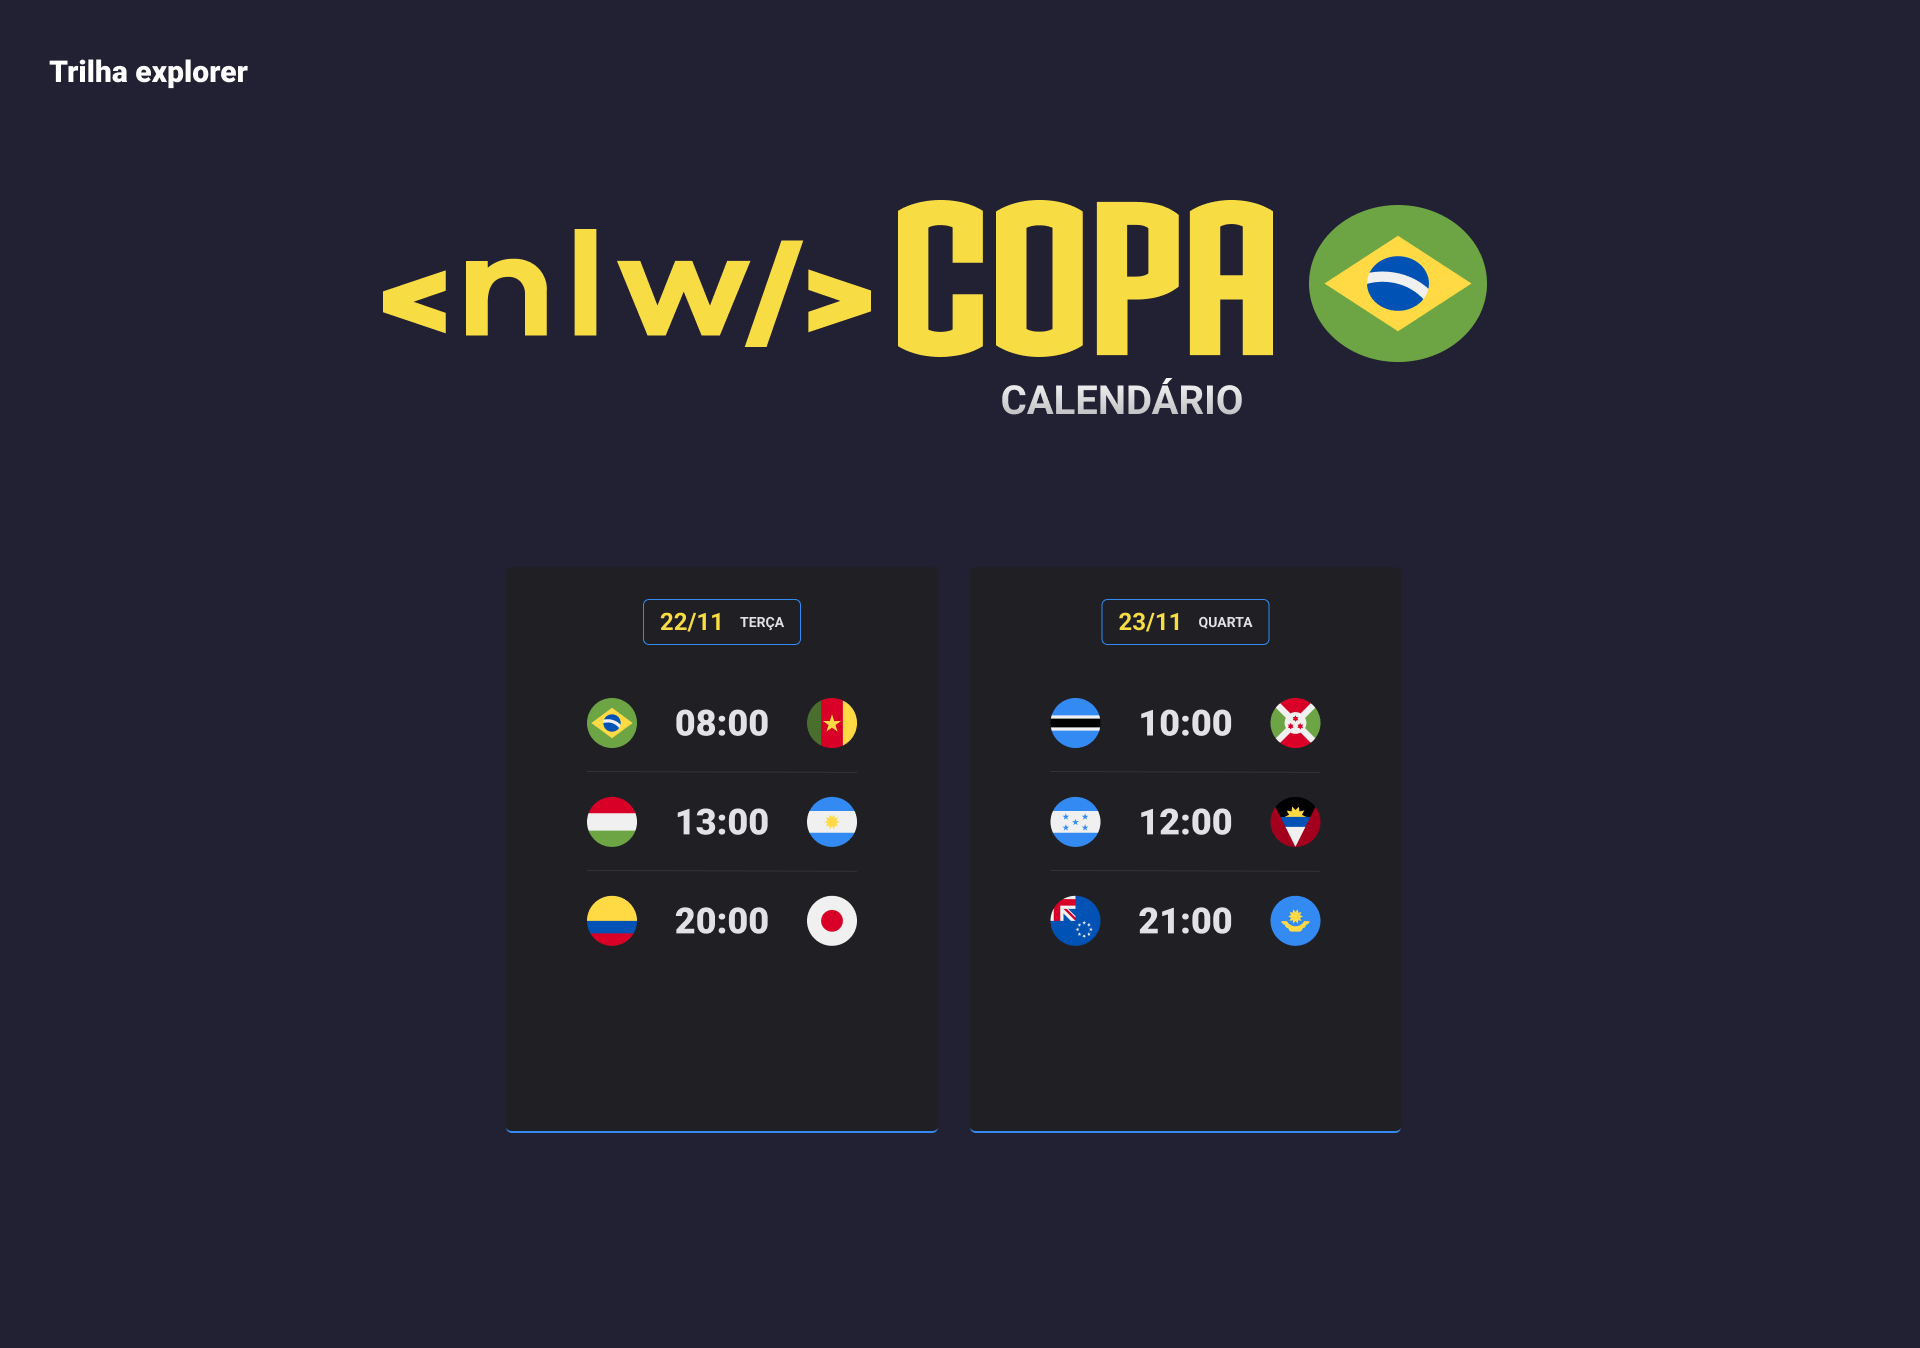 Trilha explorer
<nlw/> COPA
CALENDÁRIO
22/11 TERÇA
08:00
13:00
20:00
23/11 QUARTA
10:00
12:00
21:00